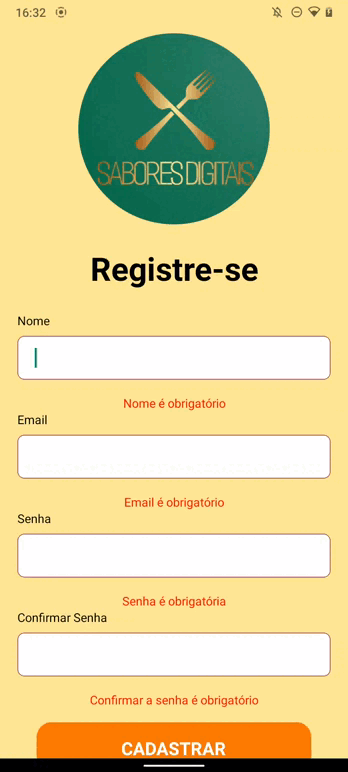 16:32
SABORES DIGITAIS
Registre-se
Nome
Nome é obrigatório
Email
Email é obrigatório
Senha
Senha é obrigatória
Confirmar Senha
Confirmar a senha é obrigatório
CADASTRAR